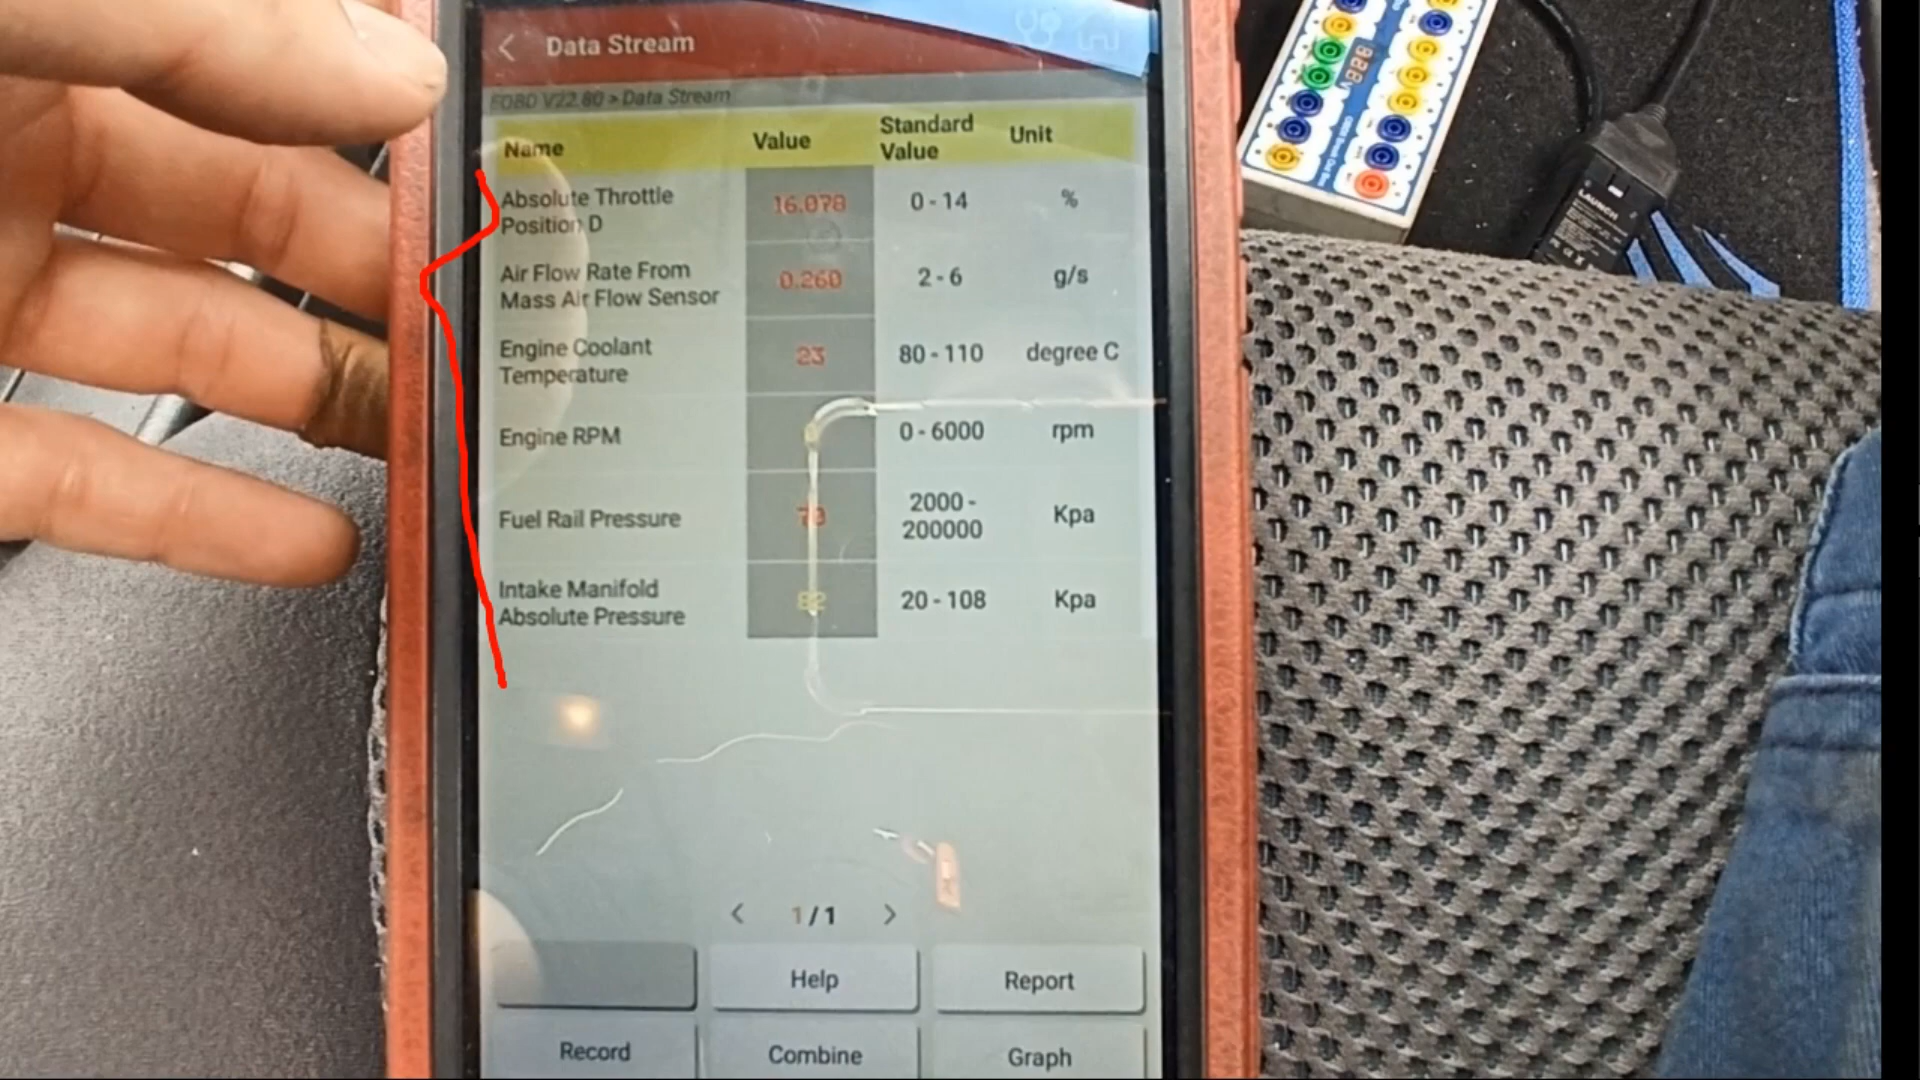 Data Stream
EOBD V22.80 > Data Stream
Name Value Standard Value Unit
Absolute Throttle Position D 16.078 0 - 14 %
Air Flow Rate From Mass Air Flow Sensor 0.260 2 - 6 g/s
Engine Coolant Temperature 23 80 - 110 degree C
Engine RPM 0 - 6000 rpm
Fuel Rail Pressure 2000 - 200000 Kpa
Intake Manifold Absolute Pressure 82 20 - 108 Kpa
1 / 1
Help Report
Record Combine Graph
LAUNCH